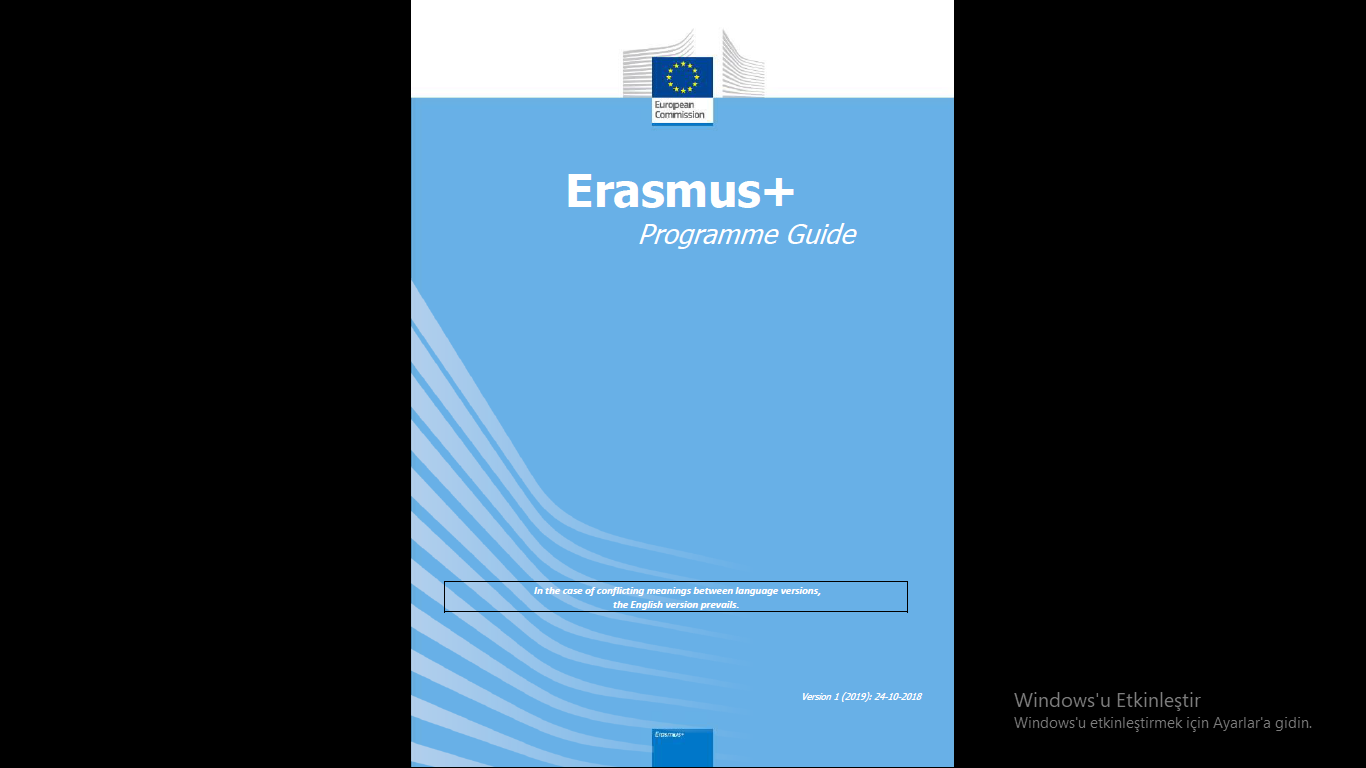 European
Commission
Erasmus+
Programme Guide
In the case of conflicting meanings between language versions,
the English version prevails.
Version 1 (2019): 24-10-2018
Erasmus+
Windows'u Etkinleştir
Windows'u etkinleştirmek için Ayarlar'a gidin.